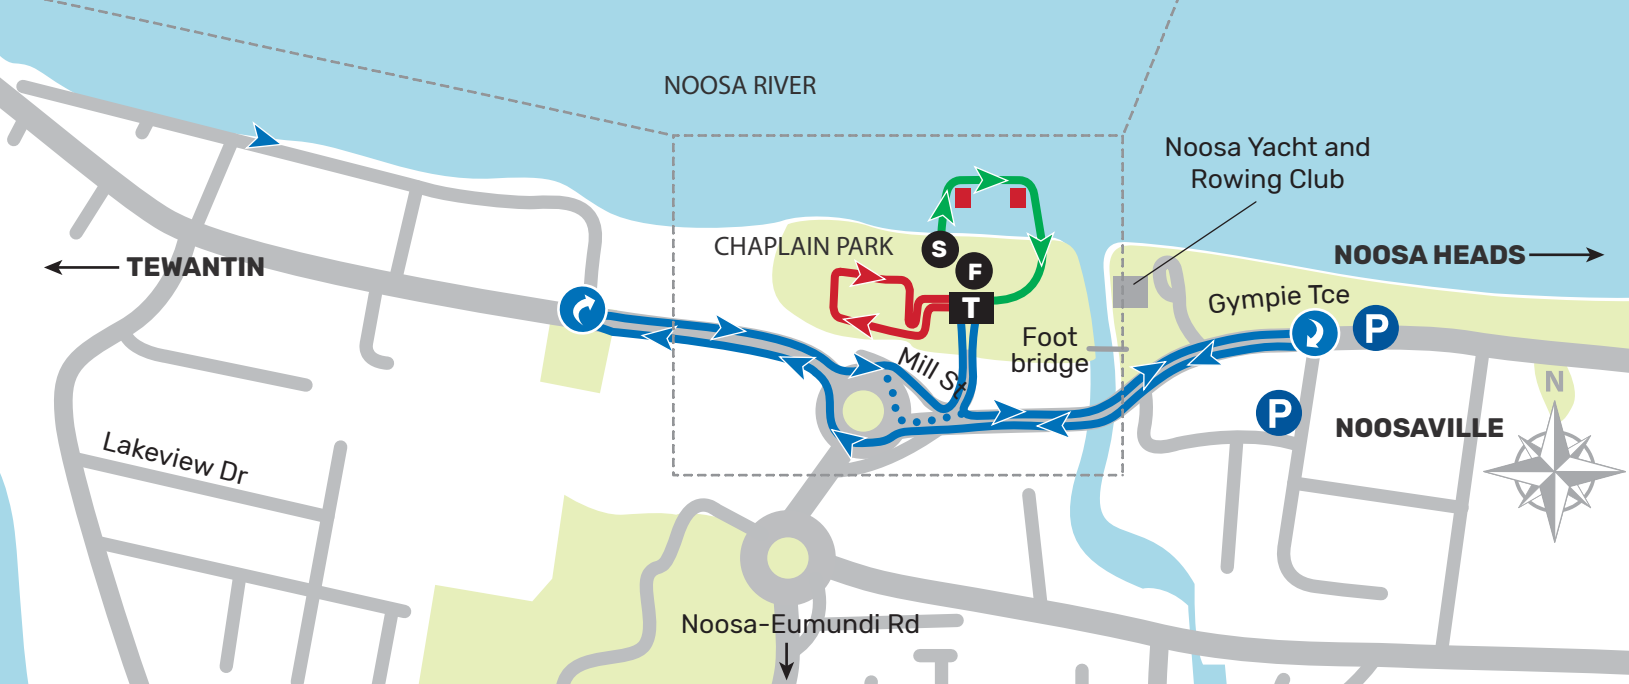 NOOSA RIVER
Noosa Yacht and
Rowing Club
CHAPLAIN PARK
S
F
T
TEWANTIN
NOOSA HEADS
Gympie Tce
P
Foot
bridge
Mill St
N
P
NOOSAVILLE
Lakeview Dr
Noosa-Eumundi Rd